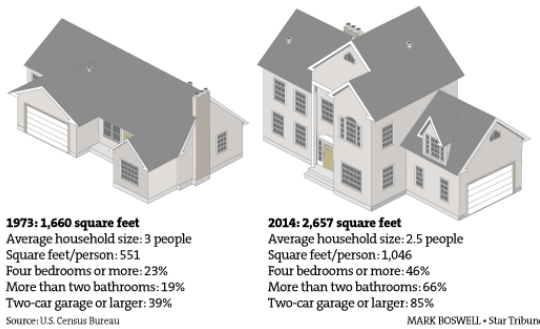 1973: 1,660 square feet
Average household size: 3 people
Square feet/person: 551
Four bedrooms or more: 23%
More than two bathrooms: 19%
Two-car garage or larger: 39%
Source: U.S. Census Bureau
2014: 2,657 square feet
Average household size: 2.5 people
Square feet/person: 1,046
Four bedrooms or more: 46%
More than two bathrooms: 66%
Two-car garage or larger: 85%
MARK BOSWELL • Star Tribune